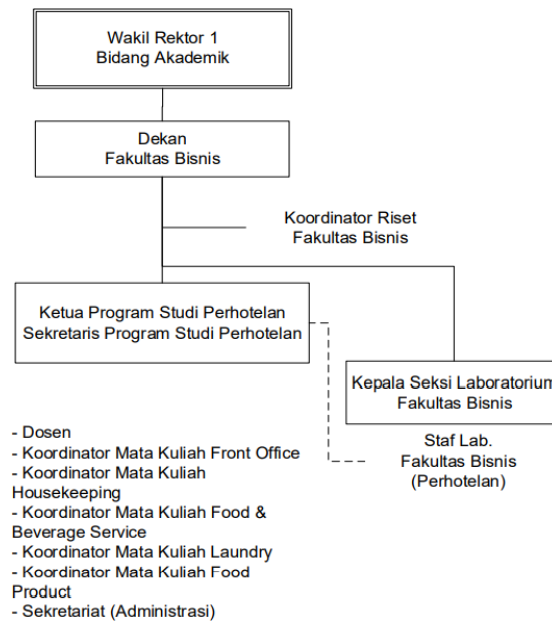 Wakil Rektor 1
Bidang Akademik
Dekan
Fakultas Bisnis
Koordinator Riset
Fakultas Bisnis
Ketua Program Studi Perhotelan
Sekretaris Program Studi Perhotelan
Kepala Seksi Laboratorium
Fakultas Bisnis
Staf Lab.
Fakultas Bisnis
(Perhotelan)
- Dosen
- Koordinator Mata Kuliah Front Office
- Koordinator Mata Kuliah
Housekeeping
- Koordinator Mata Kuliah Food &
Beverage Service
- Koordinator Mata Kuliah Laundry
- Koordinator Mata Kuliah Food
Product
- Sekretariat (Administrasi)